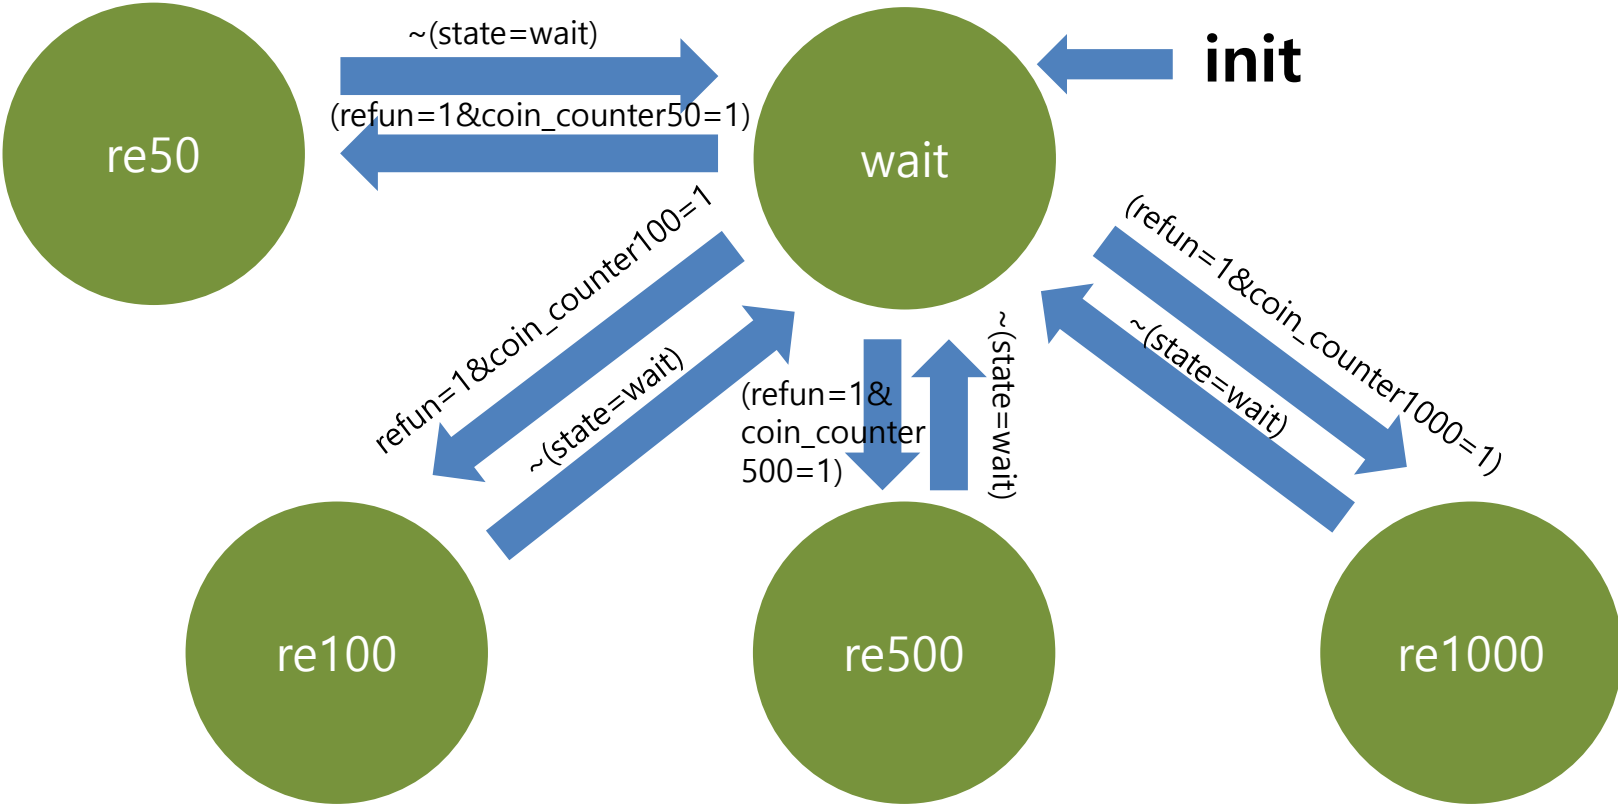 ~(state=wait)
init
(refun=1&coin_counter50=1)
re50
wait
refun=1&coin_counter100=1
(refun=1&coin_counter1000=1)
~(state=wait)
(refun=1&
coin_counter
500=1)
~(state=wait)
~(state=wait)
re100
re500
re1000